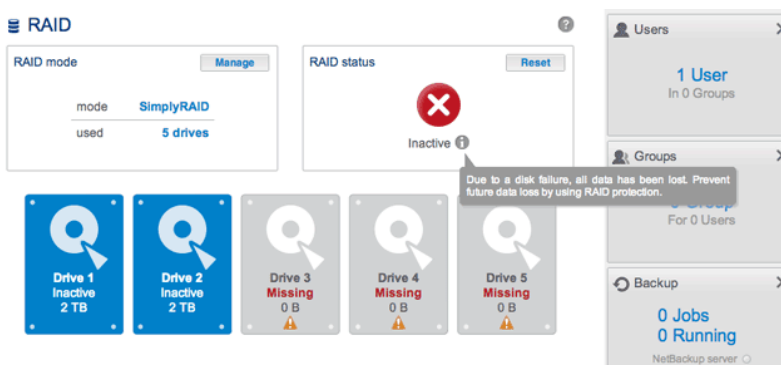 RAID
RAID mode
Manage
mode SimplyRAID
used 5 drives
RAID status
Reset
Inactive
Due to a disk failure, all data has been lost. Prevent
future data loss by using RAID protection.
Drive 1
Inactive
2 TB
Drive 2
Inactive
2 TB
Drive 3
Missing
0 B
Drive 4
Missing
0 B
Drive 5
Missing
0 B
Users
1 User
In 0 Groups
Groups
0 Group
For 0 Users
Backup
0 Jobs
0 Running
NetBackup server